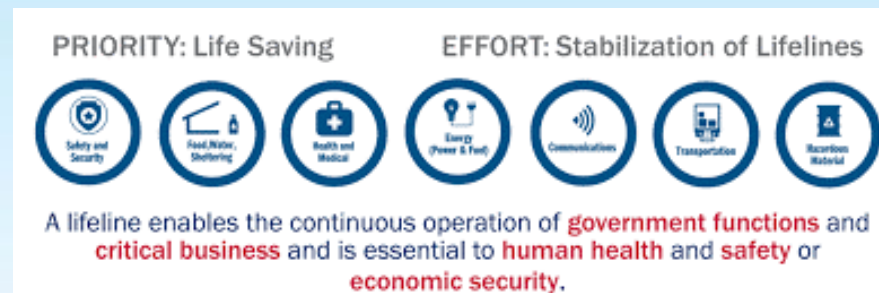 PRIORITY: Life Saving
EFFORT: Stabilization of Lifelines
Safety and
Security
Food,Water,
Sheltering
Health and
Medical
Energy
(Power & Fuel)
Communications
Transportation
Hazardous
Material
A lifeline enables the continuous operation of government functions and
critical business and is essential to human health and safety or
economic security.